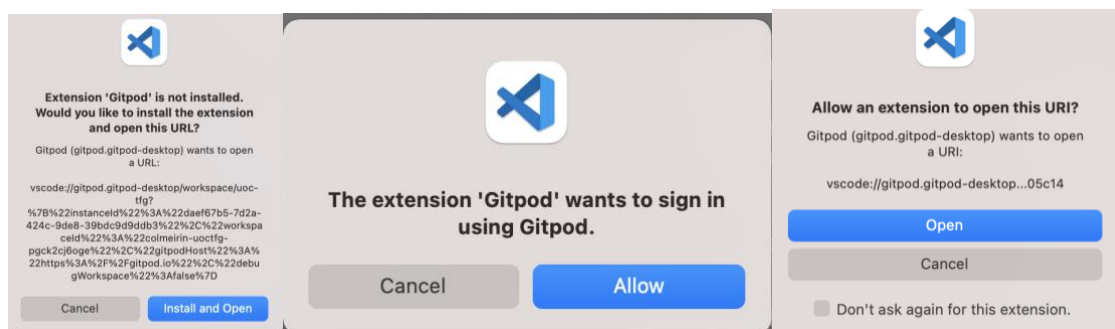 Extension 'Gitpod' is not installed.
Would you like to install the extension
and open this URL?
Gitpod (gitpod.gitpod-desktop) wants to open
a URL:
vscode://gitpod.gitpod-desktop/workspace/uoc-
tfg?
%7B%22instanceId%22%3A%22daef67b5-7d2a-
424c-9de8-39bdc9d9ddb3%22%2C%22workspa
ceId%22%3A%22colmeirin-uoctfg-
pgck2cj6oge%22%2C%22gitpodHost%22%3A%
22https%3A%2F%2Fgitpod.io%22%2C%22debu
gWorkspace%22%3Afalse%7D
Cancel
Install and Open
The extension 'Gitpod' wants to sign in
using Gitpod.
Cancel
Allow
Allow an extension to open this URI?
Gitpod (gitpod.gitpod-desktop) wants to open
a URI:
vscode://gitpod.gitpod-desktop...05c14
Open
Cancel
Don't ask again for this extension.